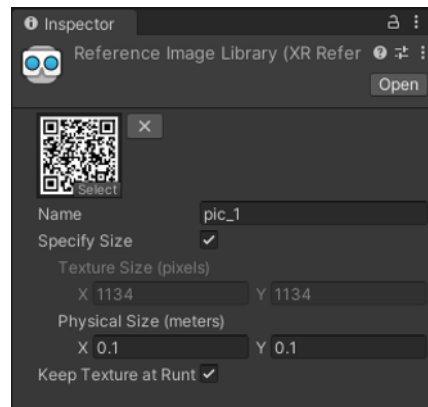 Inspector
Reference Image Library (XR Refer
Open
Select
Name pic_1
Specify Size
Texture Size (pixels)
X 1134 Y 1134
Physical Size (meters)
X 0.1 Y 0.1
Keep Texture at Runt